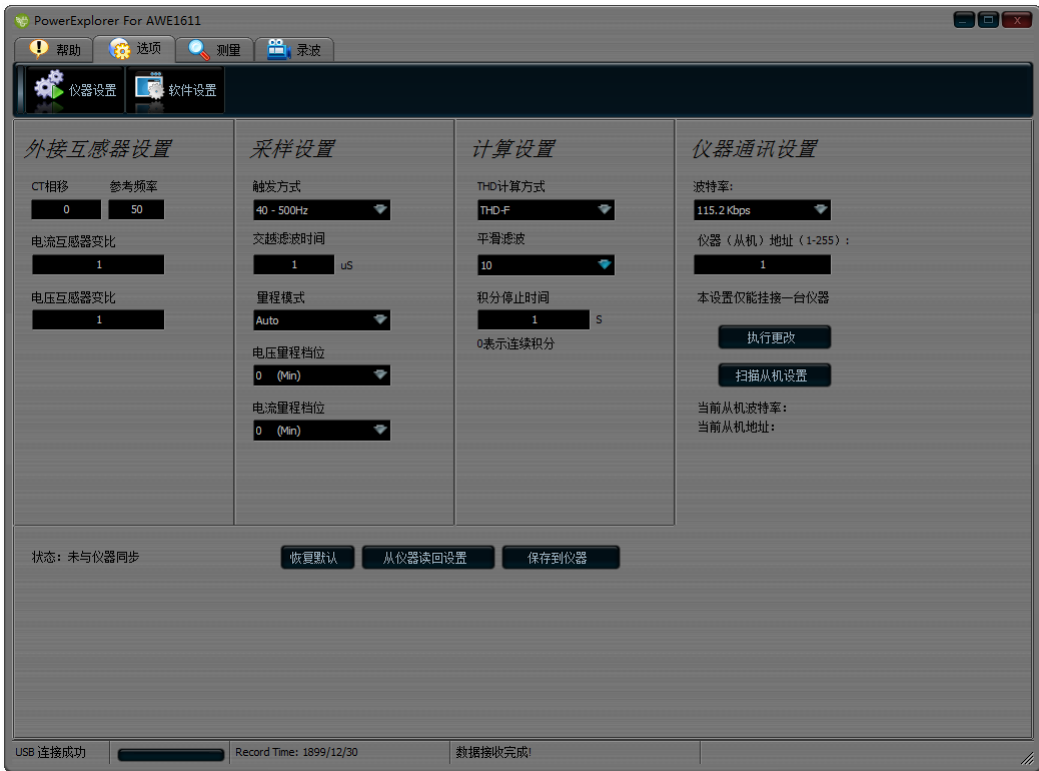 PowerExplorer For AWE1611
帮助 选项 测量 录波
仪器设置 软件设置
外接互感器设置
CT相移 参考频率
0 50
电流互感器变比
1
电压互感器变比
1
采样设置
触发方式
40 - 500Hz
交越滤波时间
1 uS
量程模式
Auto
电压量程档位
0 (Min)
电流量程档位
0 (Min)
计算设置
THD计算方式
THD-F
平滑滤波
10
积分停止时间
1 S
0表示连续积分
仪器通讯设置
波特率:
115.2 Kbps
仪器（从机）地址（1-255）:
1
本设置仅能挂接一台仪器
执行更改
扫描从机设置
当前从机波特率:
当前从机地址:
状态: 未与仪器同步 恢复默认 从仪器读回设置 保存到仪器
USB 连接成功 Record Time: 1899/12/30 数据接收完成!